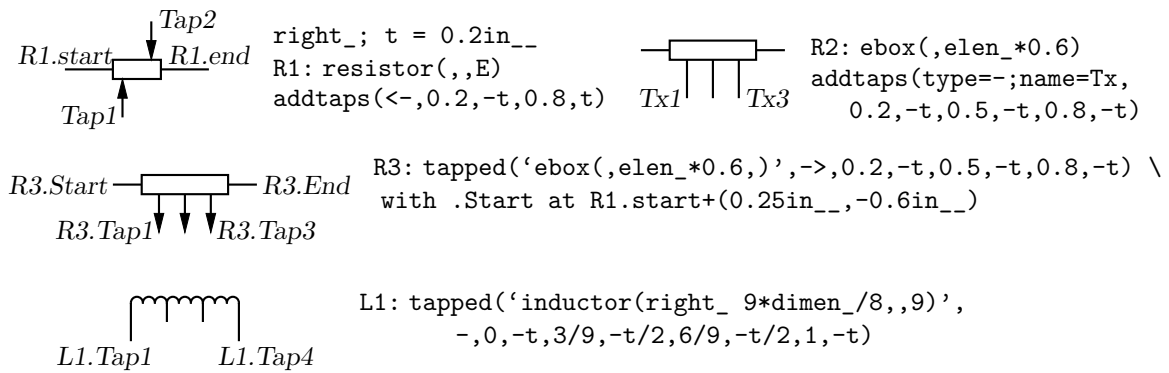 Tap2
R1.start
R1.end
Tap1
right_; t = 0.2in__
R1: resistor(,,E)
addtaps(<-,0.2,-t,0.8,t)
Tx1
Tx3
R2: ebox(,elen_*0.6)
addtaps(type=-;name=Tx,
0.2,-t,0.5,-t,0.8,-t)
R3.Start
R3.End
R3.Tap1
R3.Tap3
R3: tapped(‘ebox(,elen_*0.6,)’,->,0.2,-t,0.5,-t,0.8,-t) \
with .Start at R1.start+(0.25in__,-0.6in__)
L1.Tap1
L1.Tap4
L1: tapped(‘inductor(right_ 9*dimen_/8,,9)’,
-,0,-t,3/9,-t/2,6/9,-t/2,1,-t)